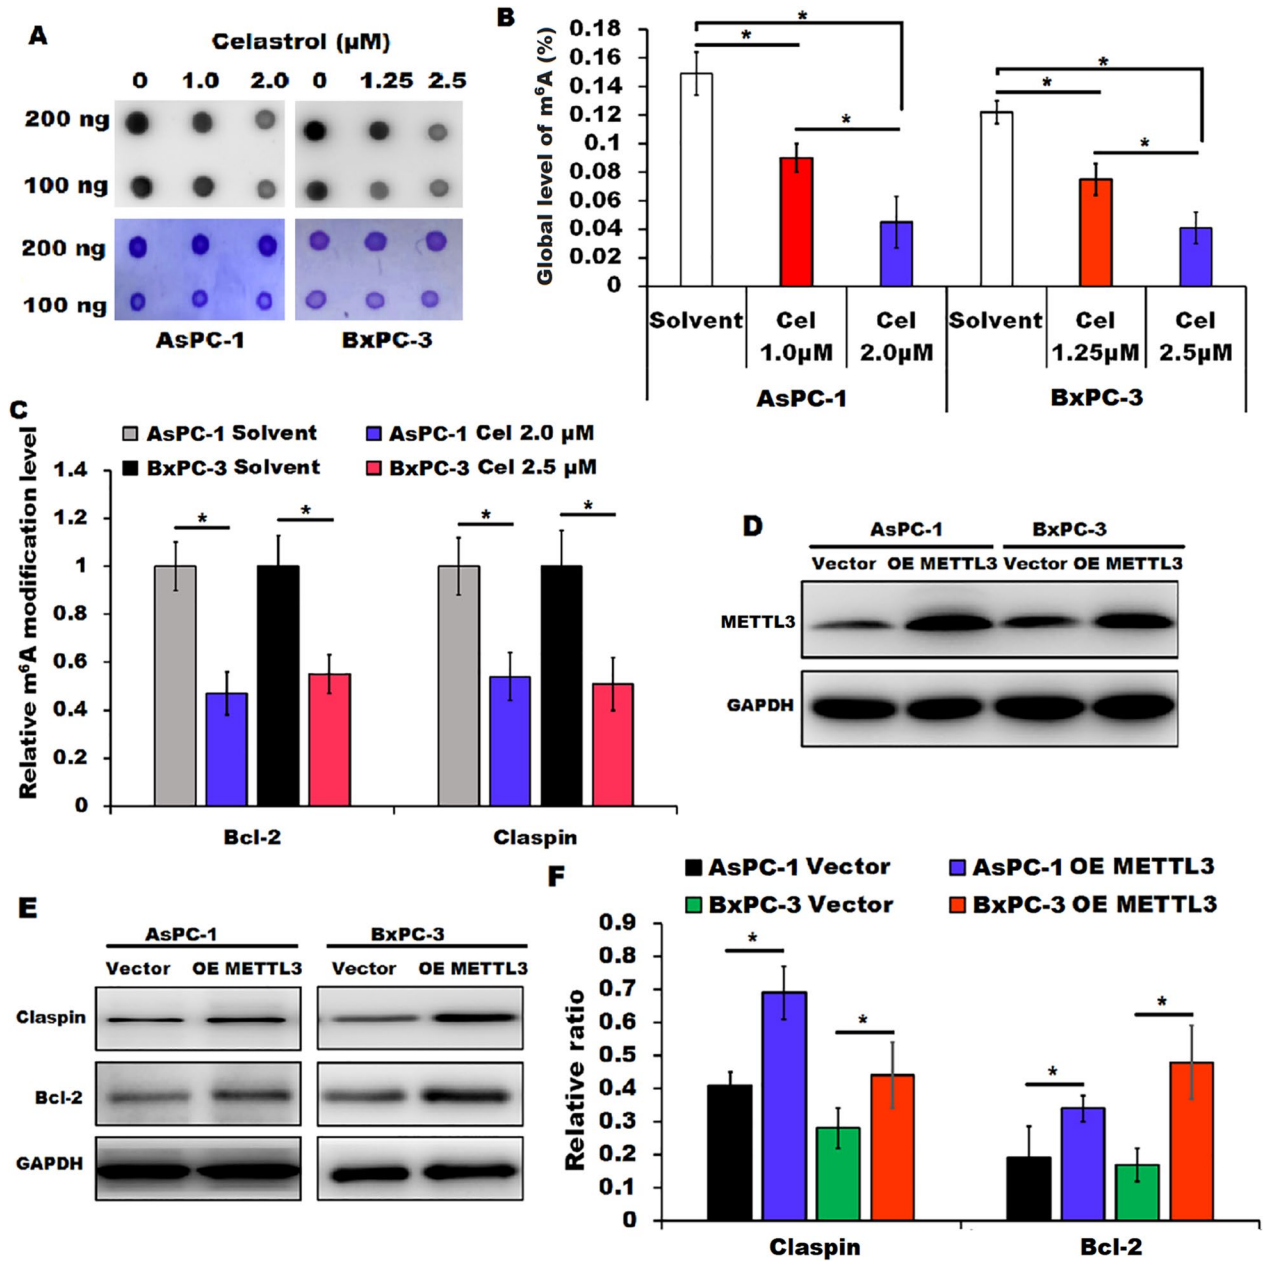 A
Celastrol (μM)
0 1.0 2.0 0 1.25 2.5
200 ng
100 ng
200 ng
100 ng
AsPC-1 BxPC-3
B
Global level of m⁶A (%)
0.18
0.16
0.14
0.12
0.1
0.08
0.06
0.04
0.02
0
* * *
* * *
Solvent Cel 1.0μM Cel 2.0μM Solvent Cel 1.25μM Cel 2.5μM
AsPC-1 BxPC-3
C
AsPC-1 Solvent AsPC-1 Cel 2.0 μM
BxPC-3 Solvent BxPC-3 Cel 2.5 μM
Relative m⁶A modification level
1.4
1.2
1
0.8
0.6
0.4
0.2
0
* * * *
Bcl-2 Claspin
D
AsPC-1 BxPC-3
Vector OE METTL3 Vector OE METTL3
METTL3
GAPDH
E
AsPC-1 BxPC-3
Vector OE METTL3 Vector OE METTL3
Claspin
Bcl-2
GAPDH
F
AsPC-1 Vector AsPC-1 OE METTL3
BxPC-3 Vector BxPC-3 OE METTL3
Relative ratio
0.9
0.8
0.7
0.6
0.5
0.4
0.3
0.2
0.1
0
* * * *
Claspin Bcl-2